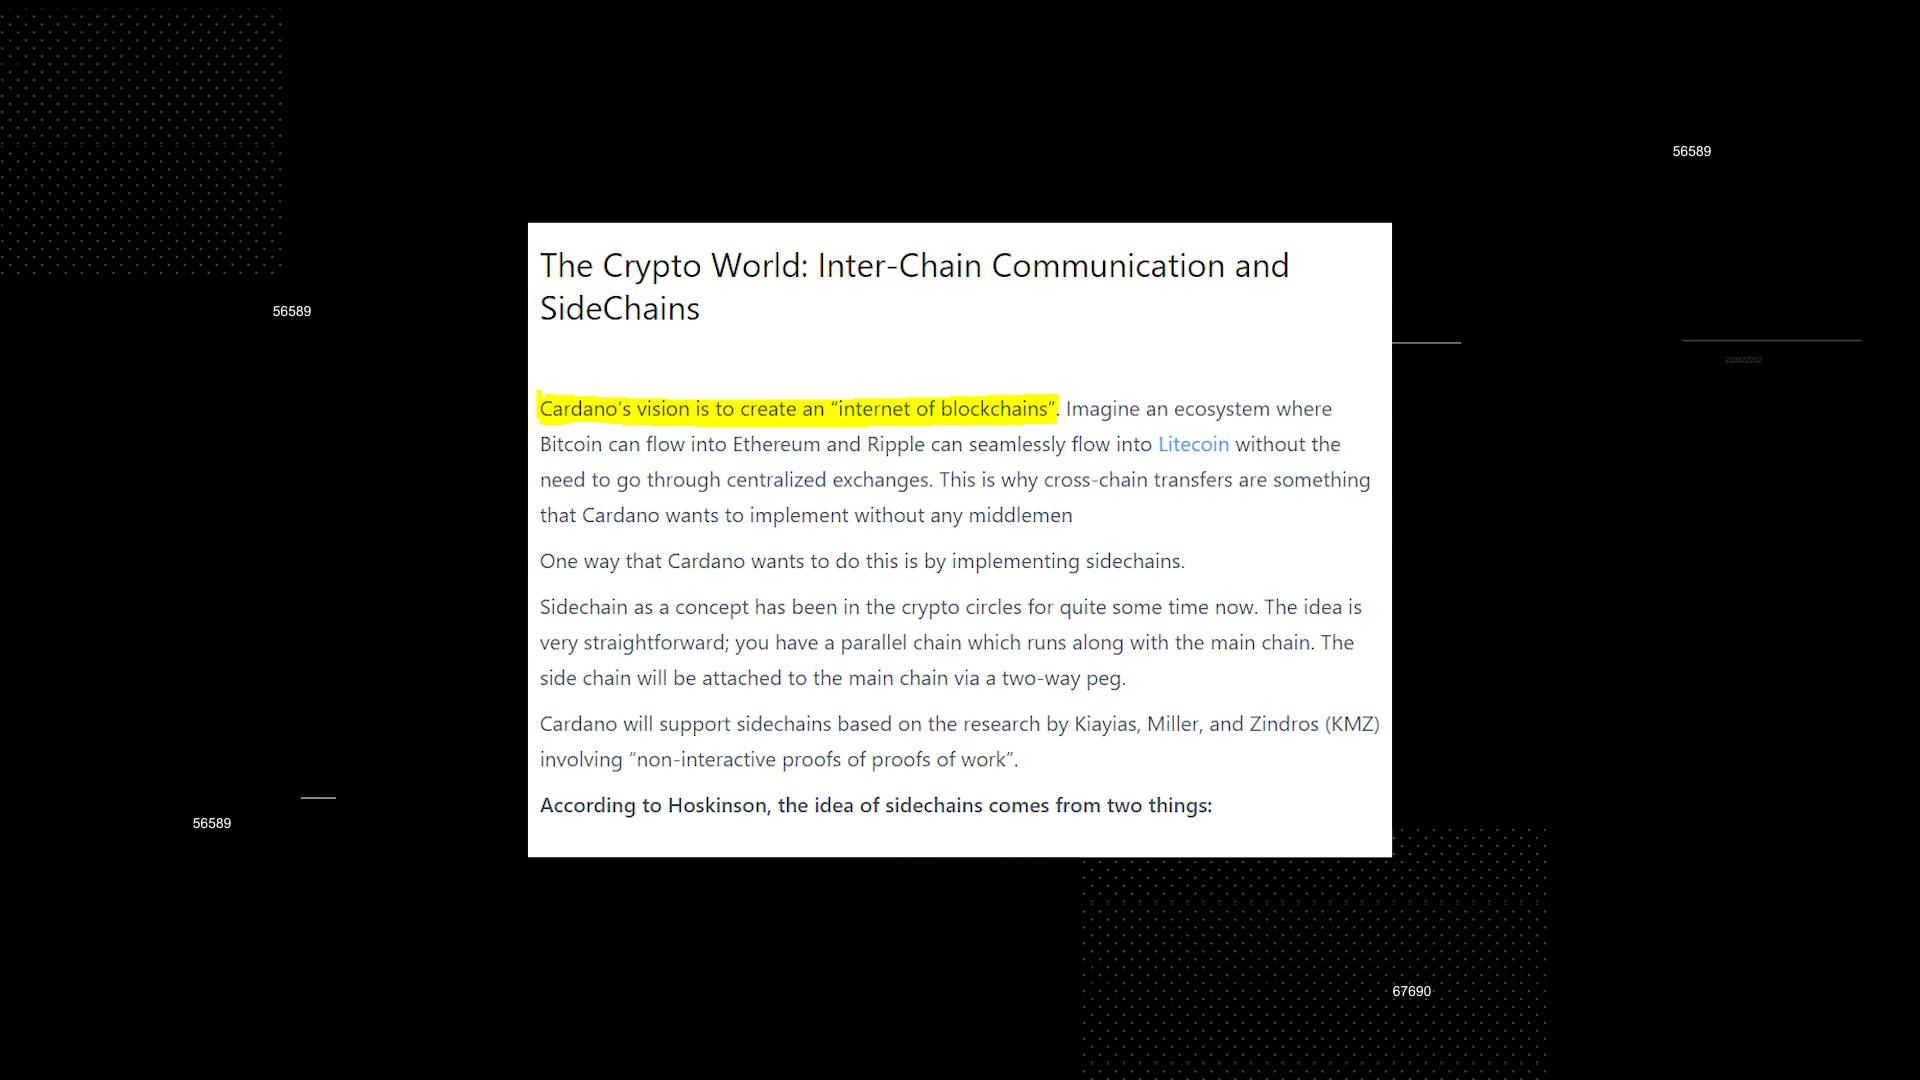 56589
The Crypto World: Inter-Chain Communication and
SideChains
56589
230322232
Cardano’s vision is to create an “internet of blockchains”. Imagine an ecosystem where
Bitcoin can flow into Ethereum and Ripple can seamlessly flow into Litecoin without the
need to go through centralized exchanges. This is why cross-chain transfers are something
that Cardano wants to implement without any middlemen
One way that Cardano wants to do this is by implementing sidechains.
Sidechain as a concept has been in the crypto circles for quite some time now. The idea is
very straightforward; you have a parallel chain which runs along with the main chain. The
side chain will be attached to the main chain via a two-way peg.
Cardano will support sidechains based on the research by Kiayias, Miller, and Zindros (KMZ)
involving “non-interactive proofs of proofs of work”.
According to Hoskinson, the idea of sidechains comes from two things:
56589
67690